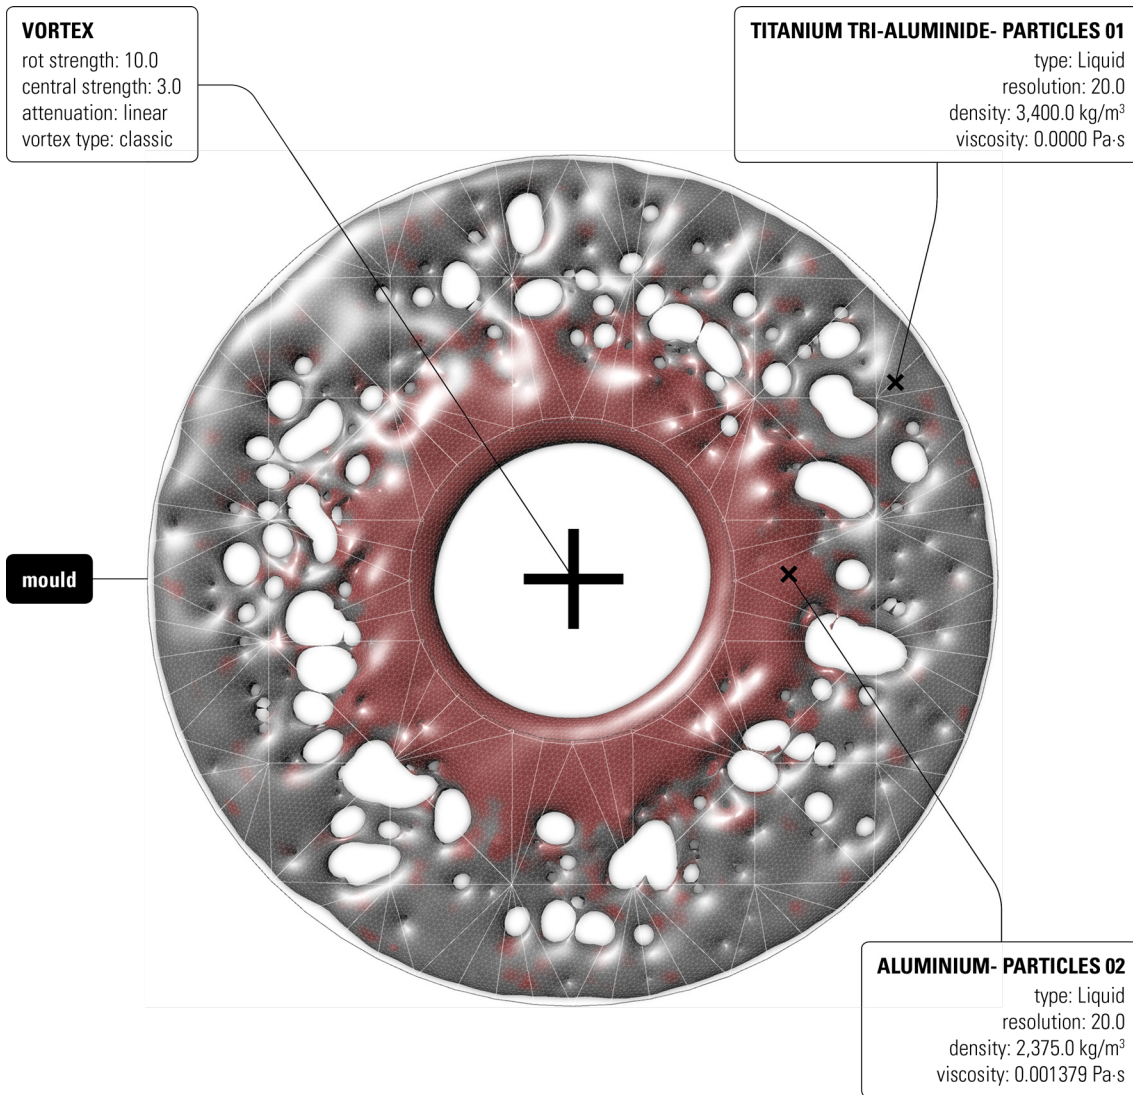 VORTEX
rot strength: 10.0
central strength: 3.0
attenuation: linear
vortex type: classic
TITANIUM TRI-ALUMINIDE- PARTICLES 01
type: Liquid
resolution: 20.0
density: 3,400.0 kg/m³
viscosity: 0.0000 Pa·s
mould
ALUMINIUM- PARTICLES 02
type: Liquid
resolution: 20.0
density: 2,375.0 kg/m³
viscosity: 0.001379 Pa·s